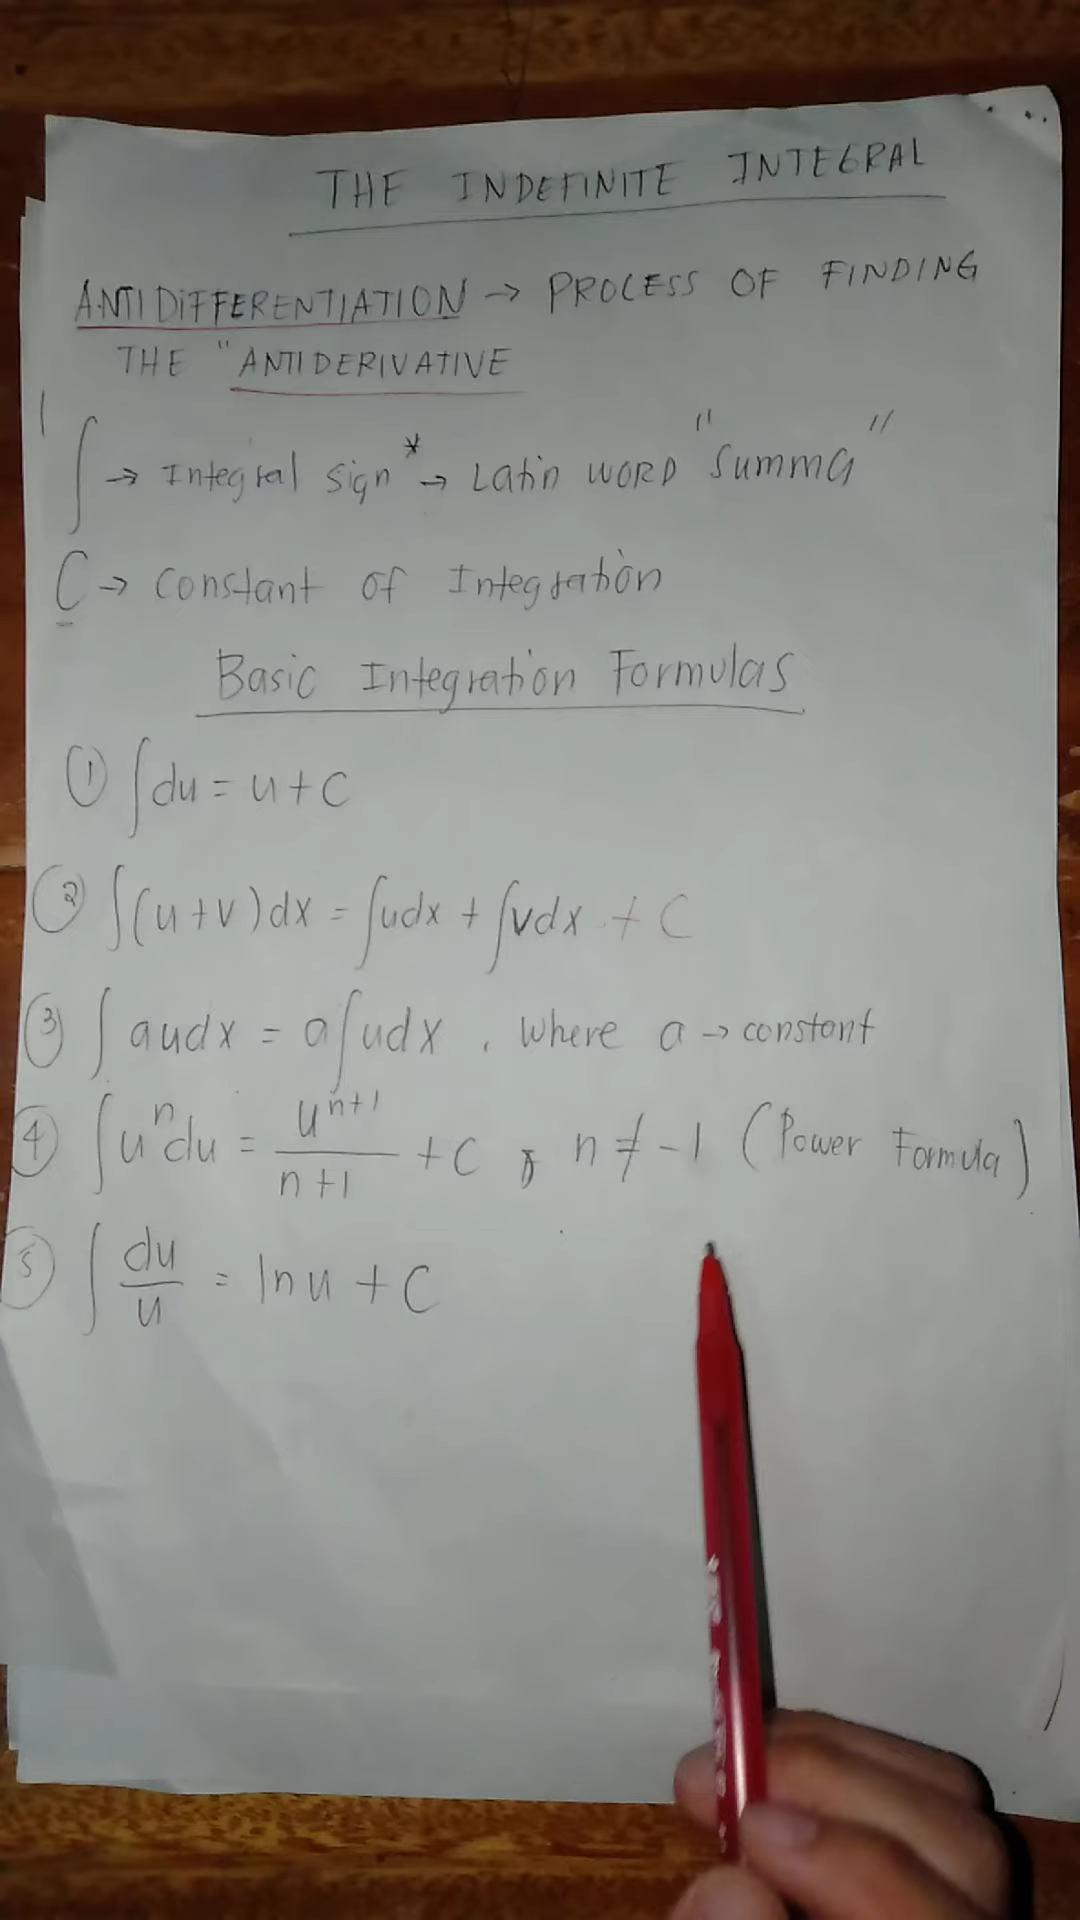 THE INDEFINITE INTEGRAL
ANTIDIFFERENTIATION → PROCESS OF FINDING
THE "ANTIDERIVATIVE
∫ → Integral sign * → Latin WORD "Summa"
C → constant of Integration
Basic Integration Formulas
① ∫du = u + C
② ∫(u+v)dx = ∫udx + ∫vdx + C
③ ∫audx = a∫udx, where a → constant
④ ∫uⁿdu = uⁿ⁺¹/n+1 + C, n ≠ -1 (Power Formula)
⑤ ∫du/u = ln u + C